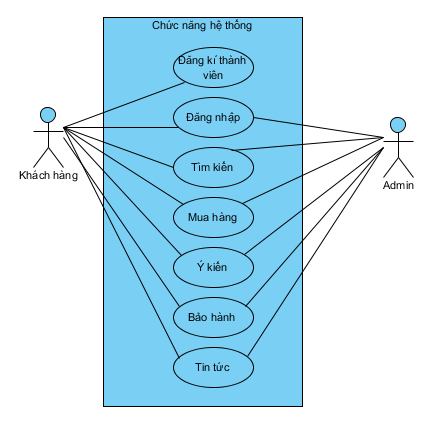 Chức năng hệ thống
Đăng kí thành
viên
Đăng nhập
Tìm kiến
Mua hàng
Ý kiến
Bảo hành
Tin tức
Khách hàng
Admin